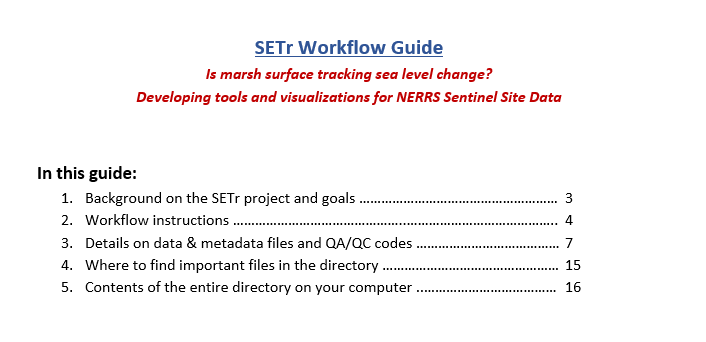 SETr Workflow Guide
Is marsh surface tracking sea level change?
Developing tools and visualizations for NERRS Sentinel Site Data
In this guide:
1. Background on the SETr project and goals ………………………………………………. 3
2. Workflow instructions ……………………………………………………………………………….. 4
3. Details on data & metadata files and QA/QC codes ………………………………… 7
4. Where to find important files in the directory ………………………………………… 15
5. Contents of the entire directory on your computer ………………………………… 16